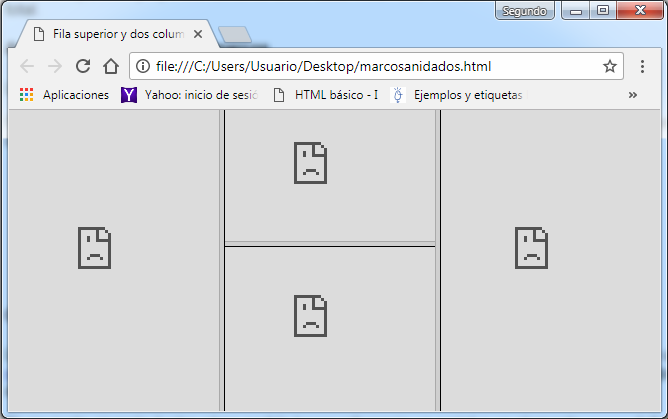 Segundo
Fila superior y dos colum
file:///C:/Users/Usuario/Desktop/marcosanidados.html
Aplicaciones Yahoo: inicio de sesió HTML básico - I Ejemplos y etiquetas »